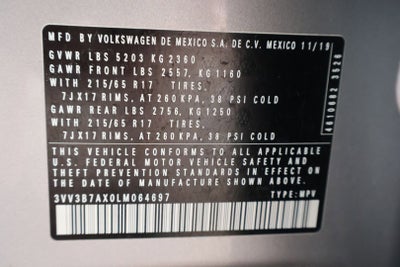 MFD BY VOLKSWAGEN DE MEXICO S.A. DE C.V. MEXICO 11/19
GVWR LBS 5203 KG 2360
GAWR FRONT LBS 2557, KG 1160
WITH 215/65 R17 TIRES,
7JX17 RIMS, AT 260 KPA, 38 PSI COLD
GAWR REAR LBS 2756, KG 1250
WITH 215/65 R17 TIRES,
7JX17 RIMS, AT 260 KPA, 38 PSI COLD
THIS VEHICLE CONFORMS TO ALL APPLICABLE
U.S. FEDERAL MOTOR VEHICLE SAFETY AND
THEFT PREVENTION STANDARDS IN EFFECT ON THE
DATE OF MANUFACTURE SHOWN ABOVE.
3VV3B7AX0LM064697 TYPE: MPV